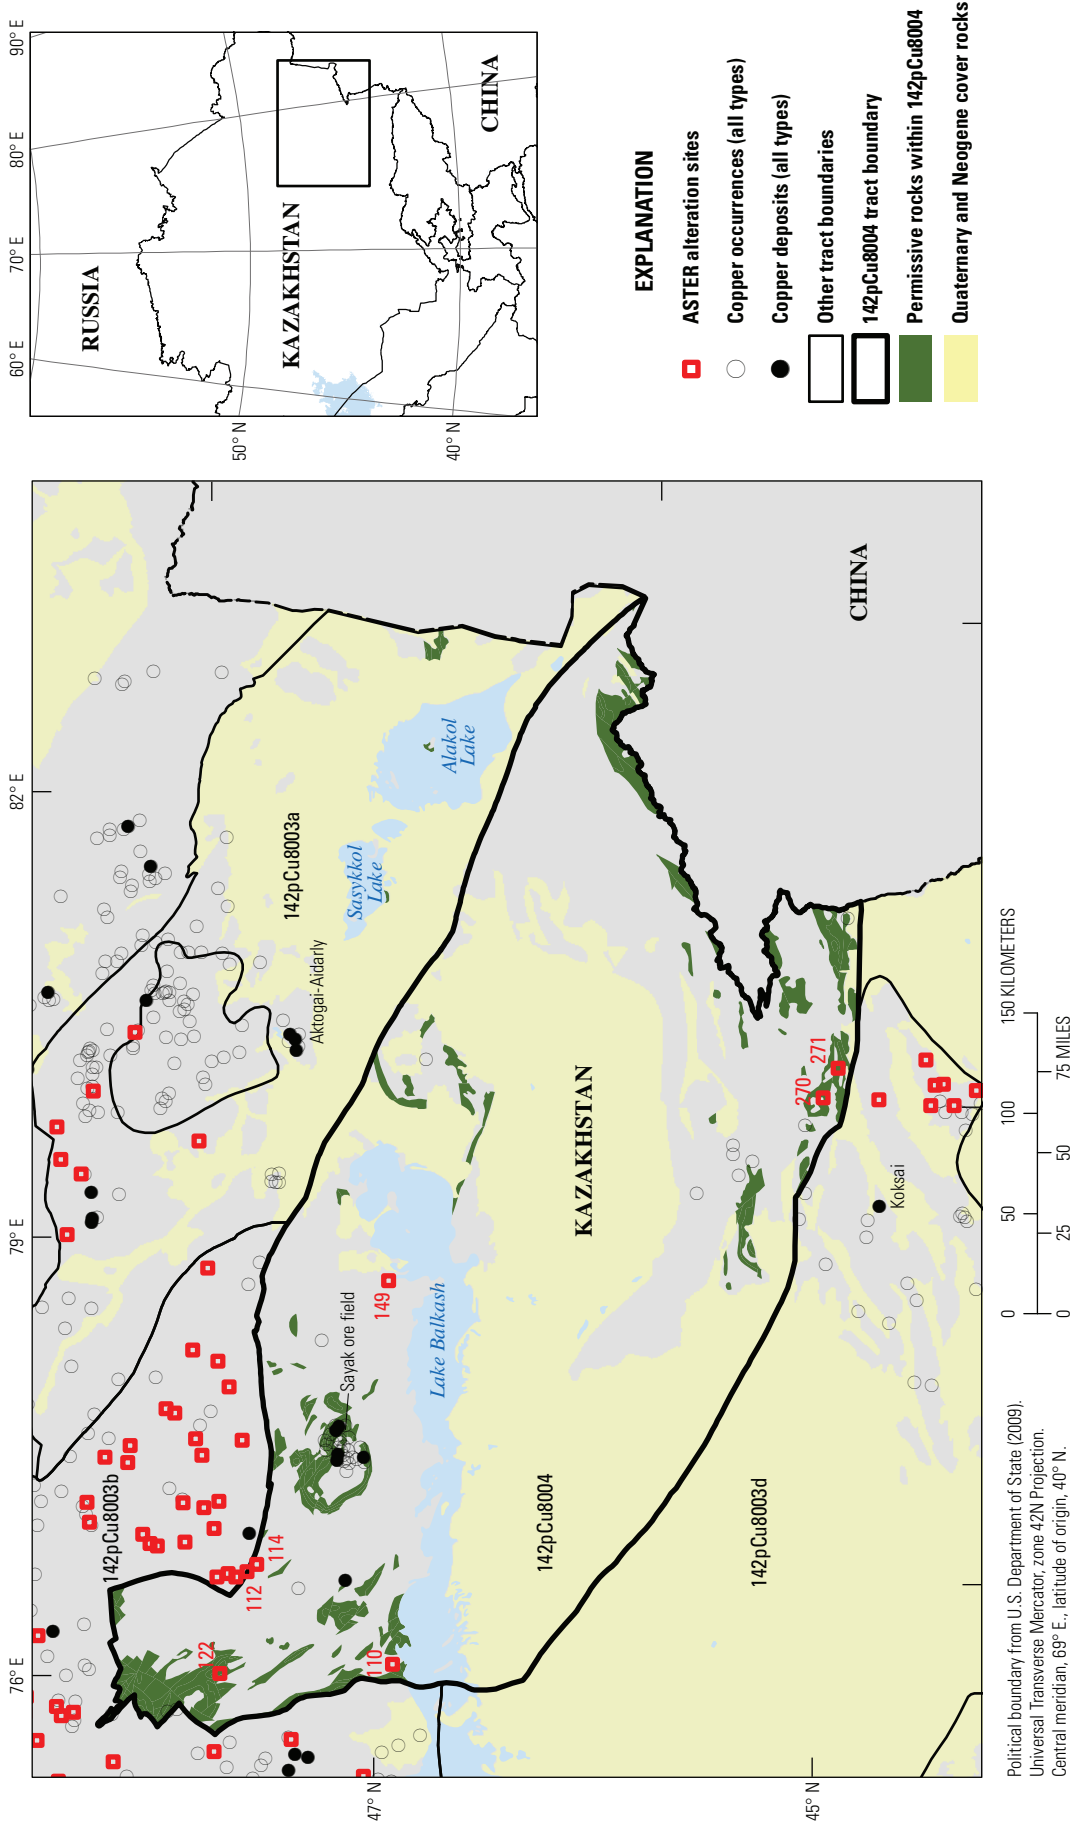 76° E
79° E
82° E
47° N
45° N
142pCu8003b
142pCu8003a
142pCu8004
142pCu8003d
Aktogai-Aidarly
Sasykkol
Lake
Alakol
Lake
Lake Balkash
Sayak ore field
Koksai
KAZAKHSTAN
CHINA
122
112
114
110
149
270
271
60° E
70° E
80° E
90° E
50° N
40° N
RUSSIA
KAZAKHSTAN
CHINA
EXPLANATION
ASTER alteration sites
Copper occurrences (all types)
Copper deposits (all types)
Other tract boundaries
142pCu8004 tract boundary
Permissive rocks within 142pCu8004
Quaternary and Neogene cover rocks
Political boundary from U.S. Department of State (2009).
Universal Transverse Mercator, zone 42N Projection.
Central meridian, 69° E., latitude of origin, 40° N.
0 50 100 150 KILOMETERS
0 25 50 75 MILES